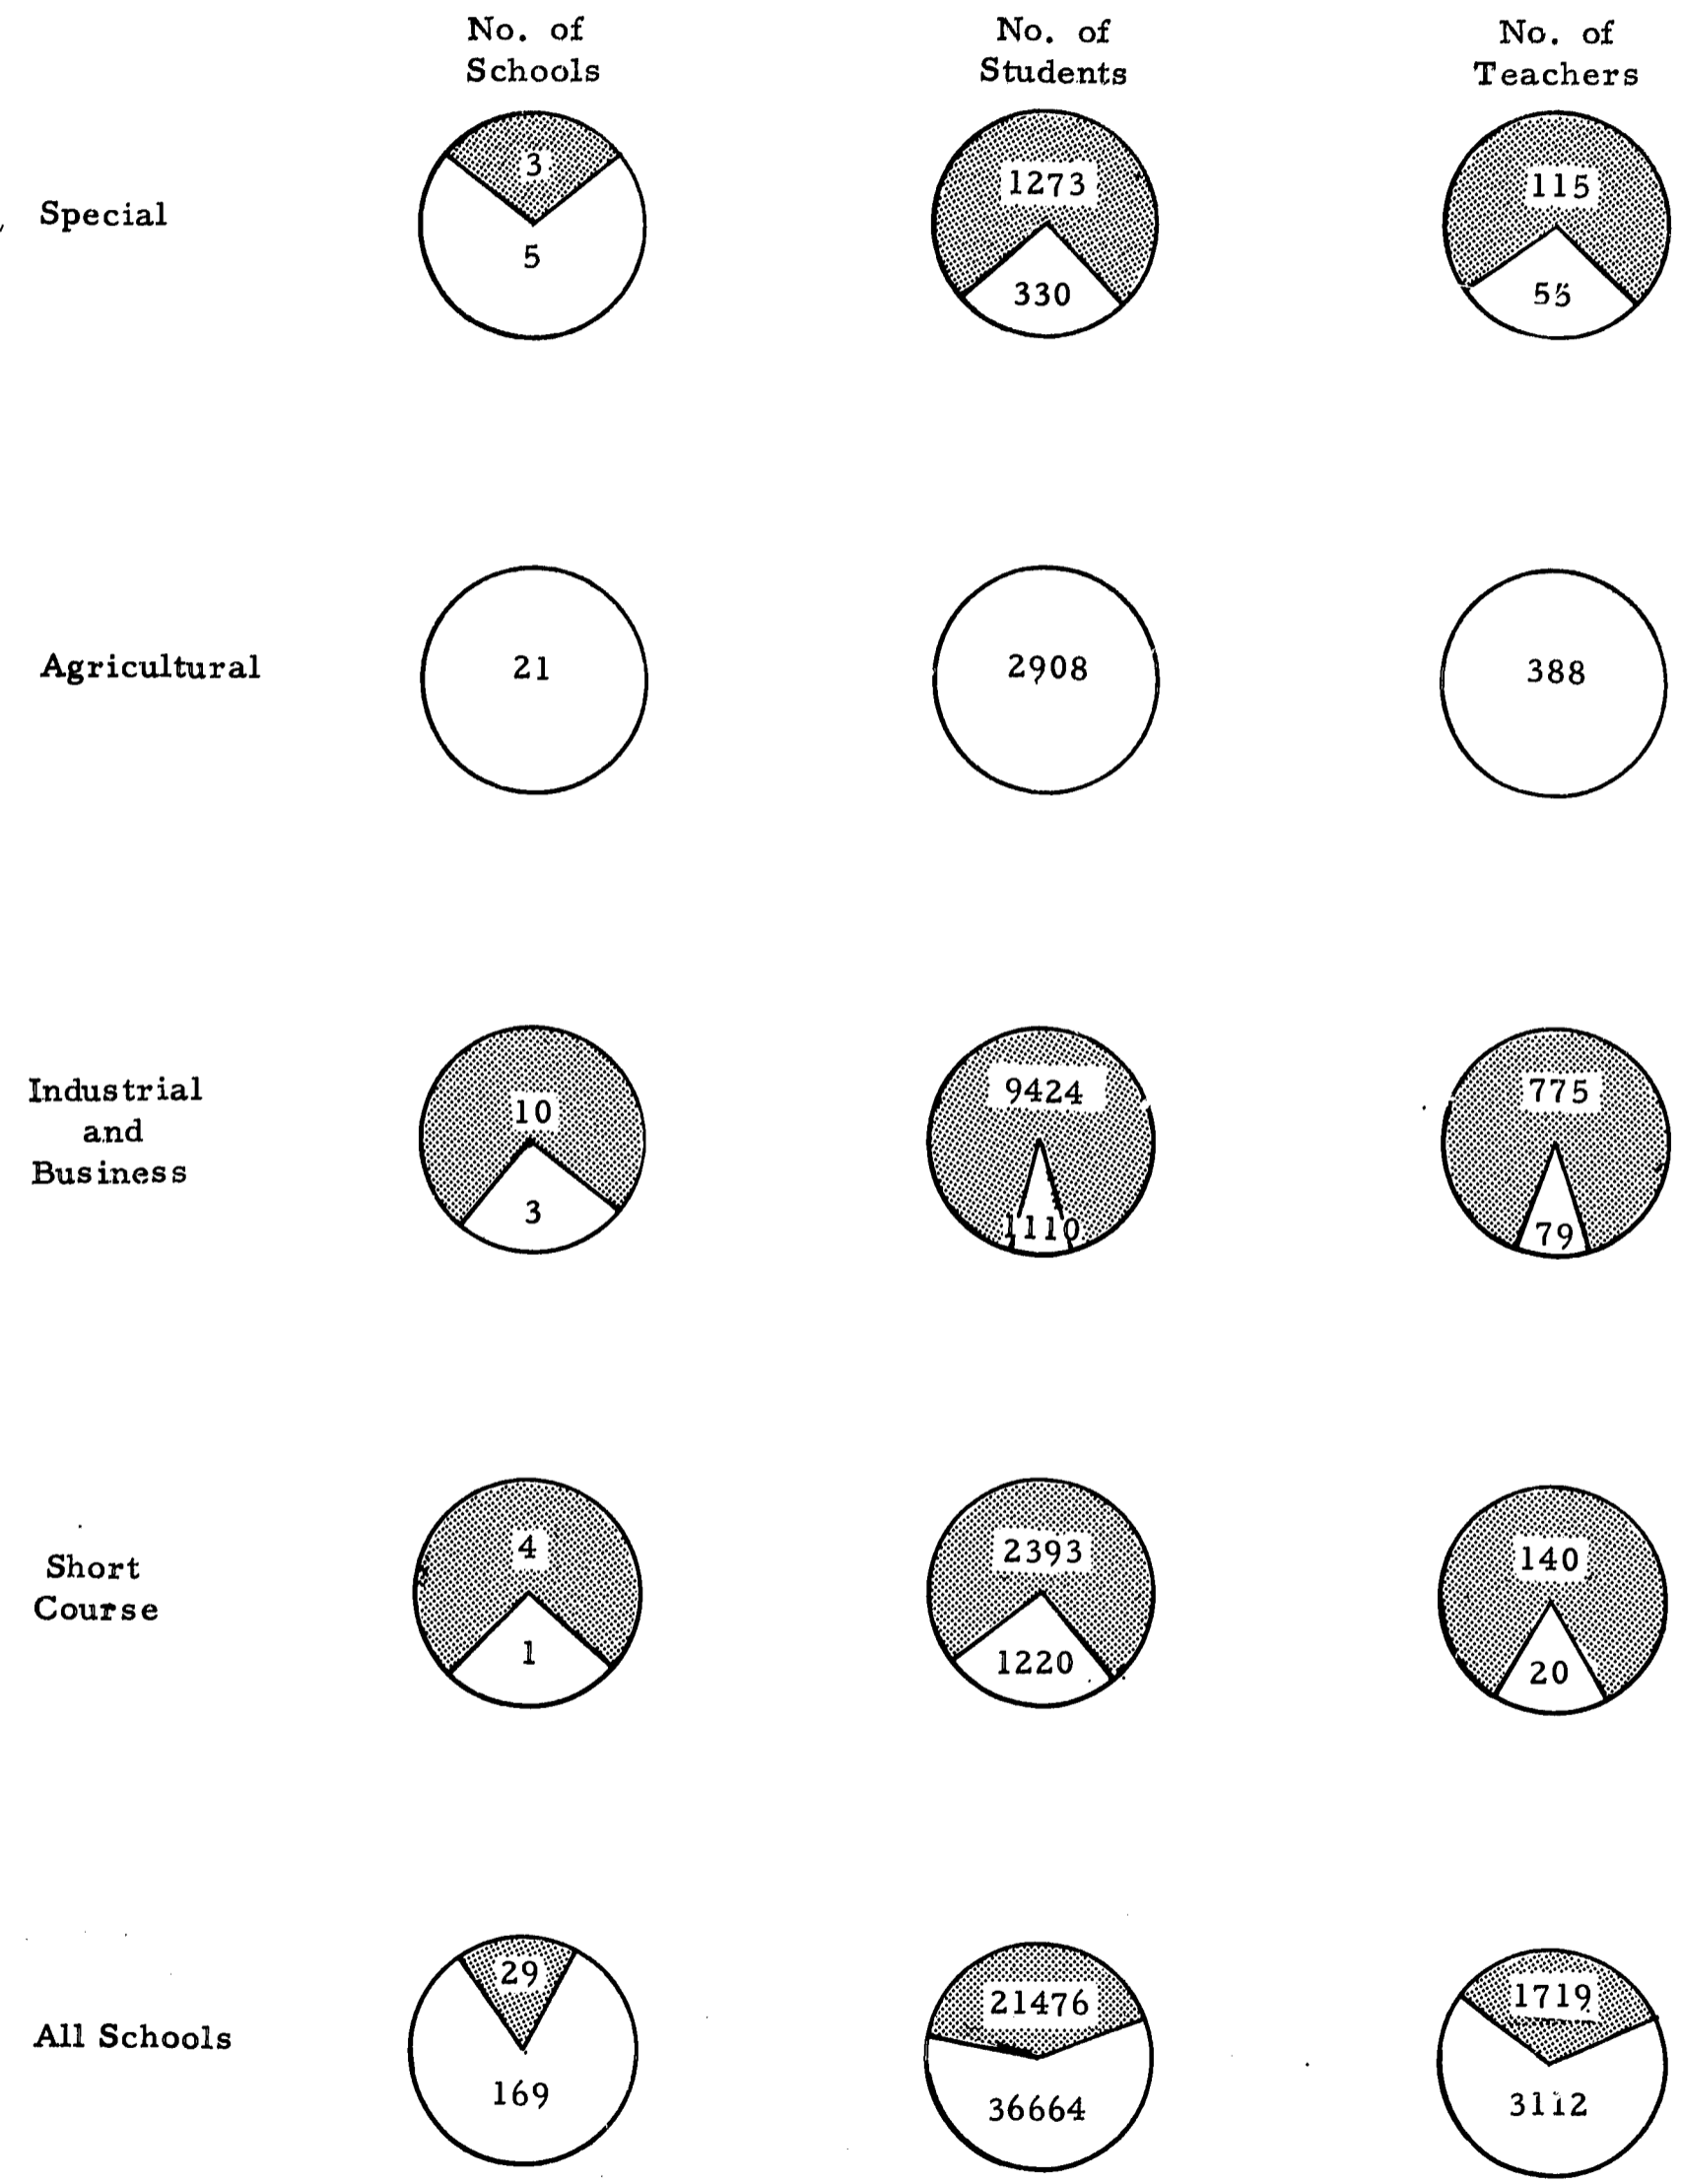 No. of
Schools
No. of
Students
No. of
Teachers
Special
3
5
1273
330
115
55
Agricultural
21
2908
388
Industrial
and
Business
10
3
9424
1110
775
79
Short
Course
4
1
2393
1220
140
20
All Schools
29
169
21476
36664
1719
3112